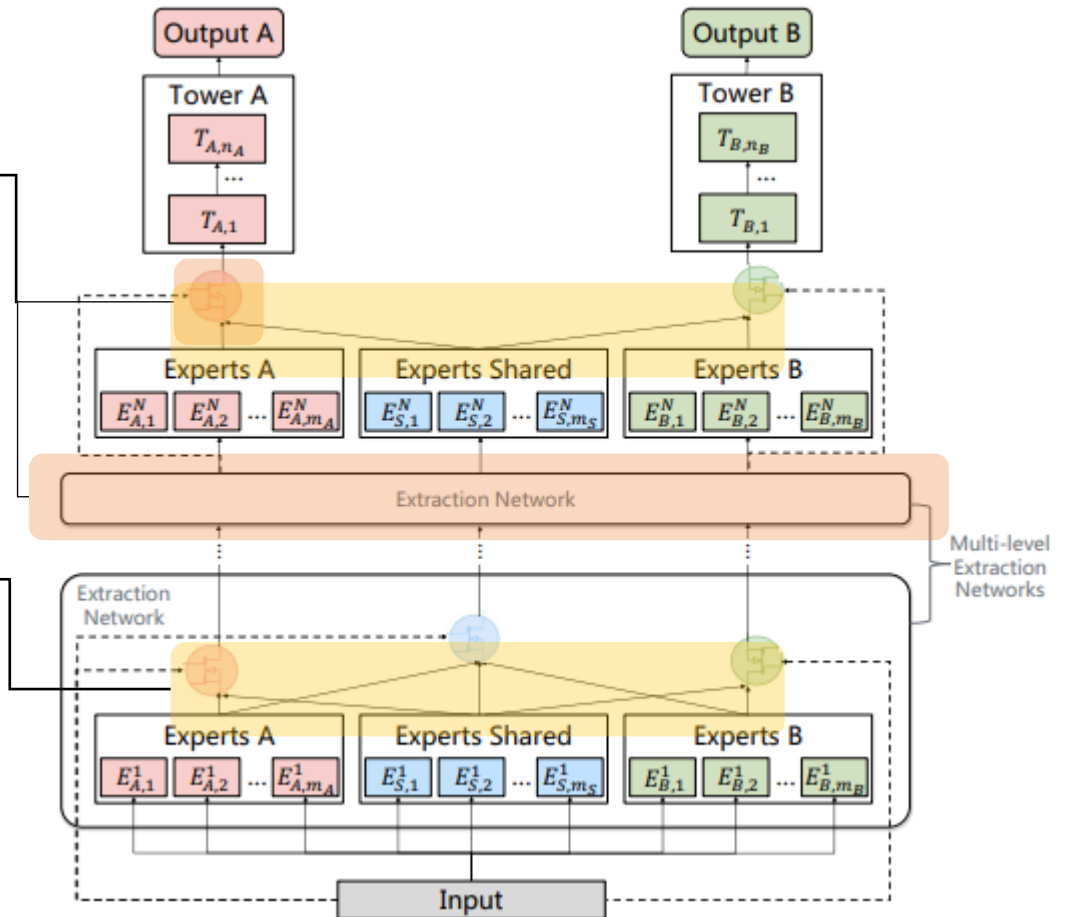 Output A
Output B
Tower A
Tower B
T_{A,n_A}
T_{B,n_B}
...
...
T_{A,1}
T_{B,1}
Experts A
Experts Shared
Experts B
E^N_{A,1} E^N_{A,2} ... E^N_{A,m_A}
E^N_{S,1} E^N_{S,2} ... E^N_{S,m_S}
E^N_{B,1} E^N_{B,2} ... E^N_{B,m_B}
Extraction Network
...
...
...
Multi-level
Extraction
Networks
Extraction
Network
Experts A
Experts Shared
Experts B
E^1_{A,1} E^1_{A,2} ... E^1_{A,m_A}
E^1_{S,1} E^1_{S,2} ... E^1_{S,m_S}
E^1_{B,1} E^1_{B,2} ... E^1_{B,m_B}
Input